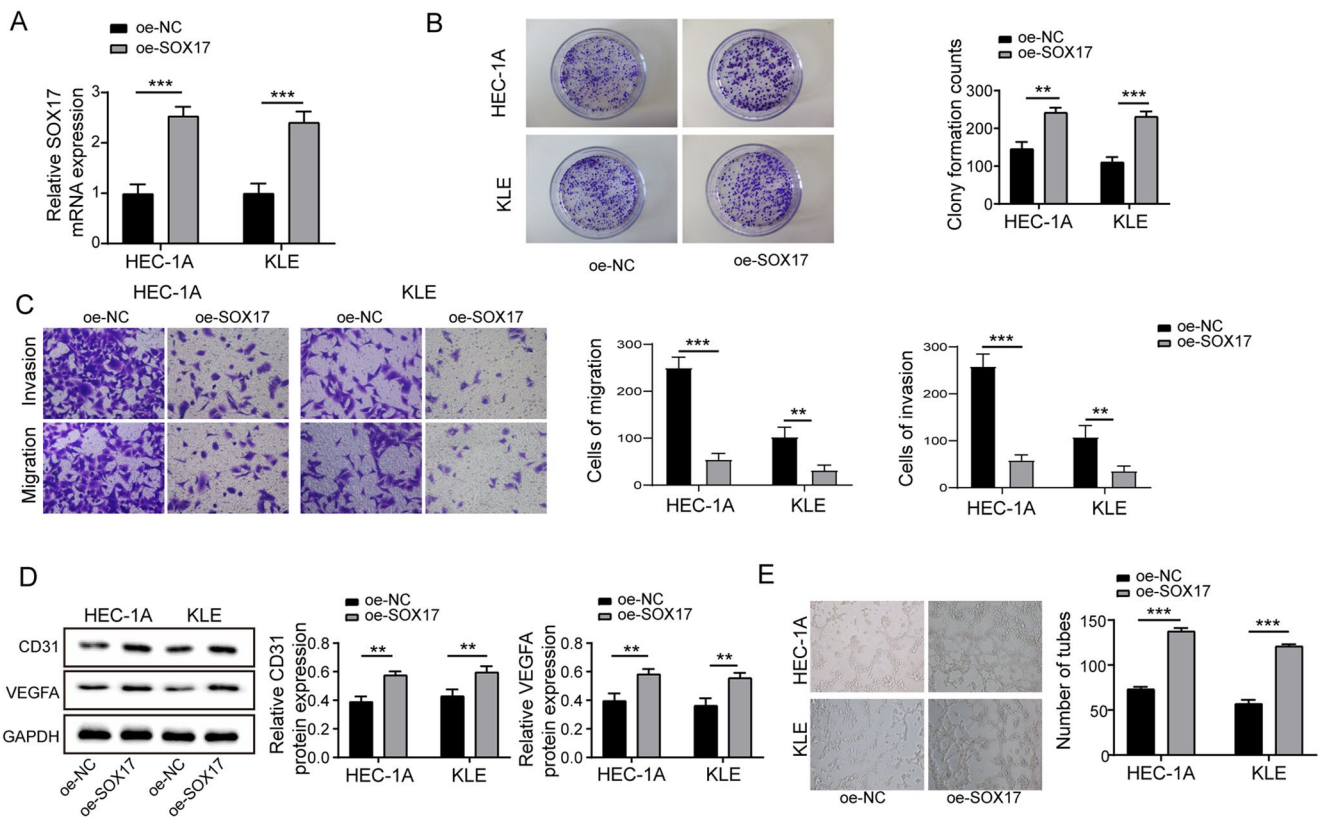 A
oe-NC
oe-SOX17
Relative SOX17
mRNA expression
3
2
1
0
***
***
HEC-1A
KLE
B
HEC-1A
KLE
oe-NC
oe-SOX17
oe-NC
oe-SOX17
Clony formation counts
300
200
100
0
**
***
HEC-1A
KLE
C
HEC-1A
KLE
oe-NC
oe-SOX17
oe-NC
oe-SOX17
Invasion
Migration
Cells of migration
300
200
100
0
***
**
HEC-1A
KLE
oe-NC
oe-SOX17
Cells of invasion
300
200
100
0
***
**
HEC-1A
KLE
D
HEC-1A
KLE
CD31
VEGFA
GAPDH
oe-NC
oe-SOX17
oe-NC
oe-SOX17
oe-NC
oe-SOX17
Relative CD31
protein expression
0.8
0.6
0.4
0.2
0.0
**
**
HEC-1A
KLE
oe-NC
oe-SOX17
Relative VEGFA
protein expression
0.8
0.6
0.4
0.2
0.0
**
**
HEC-1A
KLE
E
HEC-1A
KLE
oe-NC
oe-SOX17
oe-NC
oe-SOX17
Number of tubes
150
100
50
0
***
***
HEC-1A
KLE